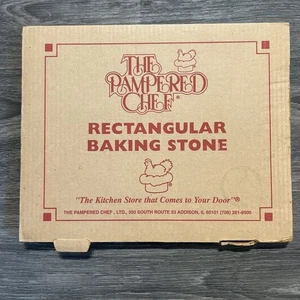 THE
PAMPERED
CHEF®
RECTANGULAR
BAKING STONE
"The Kitchen Store that Comes to Your Door"®
THE PAMPERED CHEF, LTD., 350 SOUTH ROUTE 53 ADDISON, IL 60101 (708) 261-8900